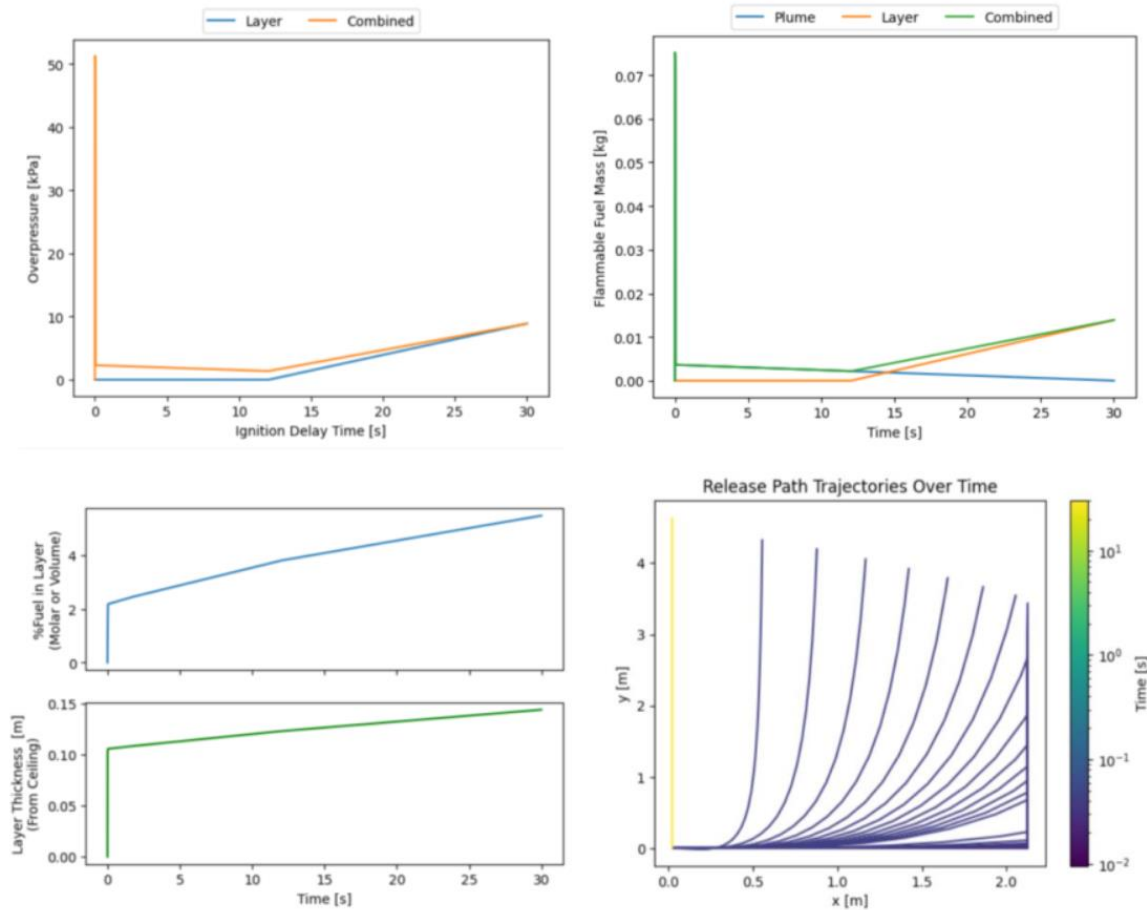 Layer Combined
50
40
30
20
10
0
Overpressure [kPa]
0 5 10 15 20 25 30
Ignition Delay Time [s]
Plume Layer Combined
0.07
0.06
0.05
0.04
0.03
0.02
0.01
0.00
Flammable Fuel Mass [kg]
0 5 10 15 20 25 30
Time [s]
4
2
0
%Fuel in Layer
(Molar or Volume)
0.15
0.10
0.05
0.00
Layer Thickness [m]
(From Ceiling)
0 5 10 15 20 25 30
Time [s]
Release Path Trajectories Over Time
4
3
2
1
0
y [m]
0.0 0.5 1.0 1.5 2.0
x [m]
10¹
10⁰
10⁻¹
10⁻²
Time [s]